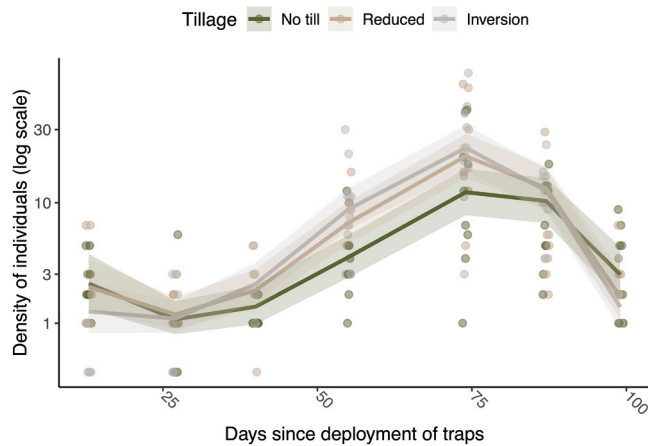 Tillage No till Reduced Inversion
Density of individuals (log scale)
30
10
3
1
25 50 75 100
Days since deployment of traps